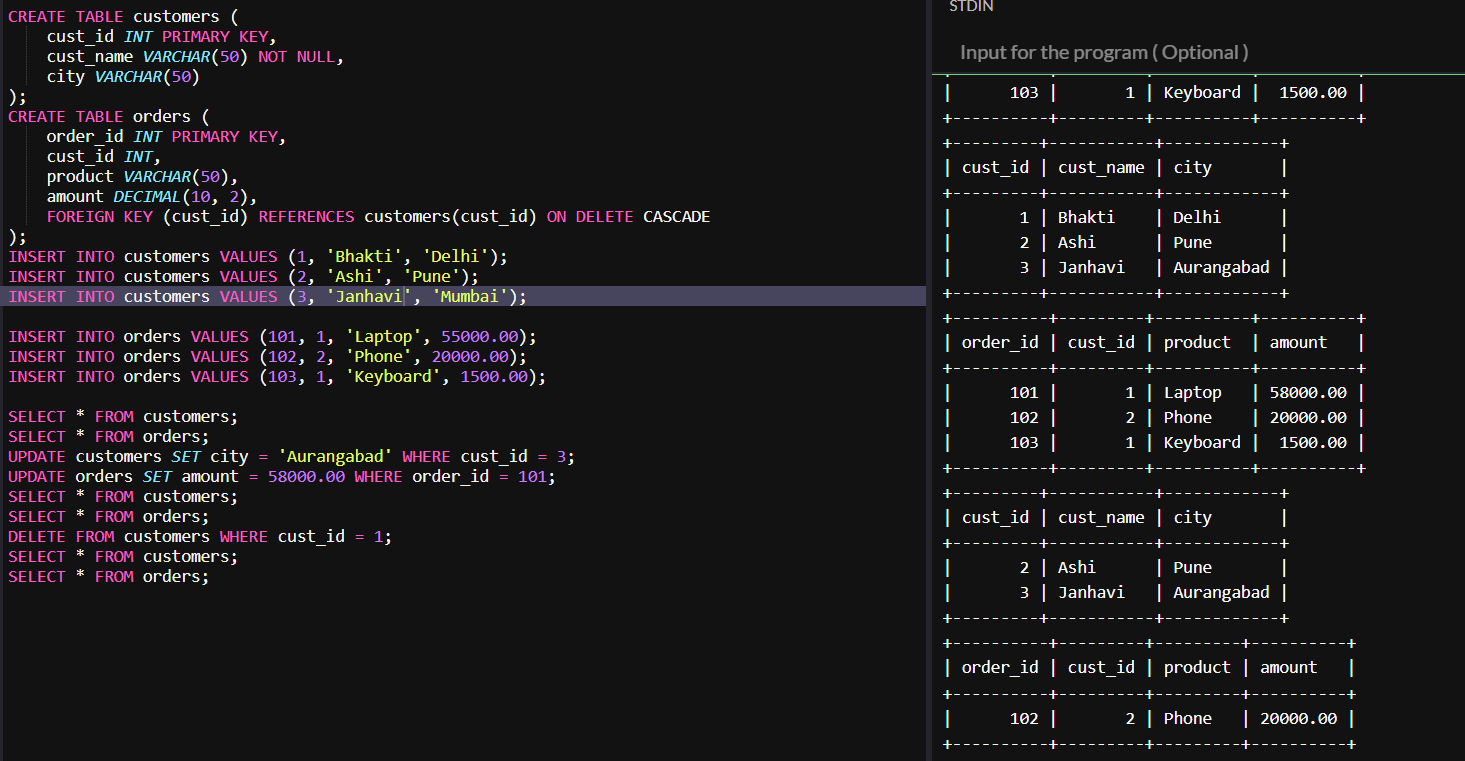 CREATE TABLE customers (
    cust_id INT PRIMARY KEY,
    cust_name VARCHAR(50) NOT NULL,
    city VARCHAR(50)
);
CREATE TABLE orders (
    order_id INT PRIMARY KEY,
    cust_id INT,
    product VARCHAR(50),
    amount DECIMAL(10, 2),
    FOREIGN KEY (cust_id) REFERENCES customers(cust_id) ON DELETE CASCADE
);
INSERT INTO customers VALUES (1, 'Bhakti', 'Delhi');
INSERT INTO customers VALUES (2, 'Ashi', 'Pune');
INSERT INTO customers VALUES (3, 'Janhavi', 'Mumbai');

INSERT INTO orders VALUES (101, 1, 'Laptop', 55000.00);
INSERT INTO orders VALUES (102, 2, 'Phone', 20000.00);
INSERT INTO orders VALUES (103, 1, 'Keyboard', 1500.00);

SELECT * FROM customers;
SELECT * FROM orders;
UPDATE customers SET city = 'Aurangabad' WHERE cust_id = 3;
UPDATE orders SET amount = 58000.00 WHERE order_id = 101;
SELECT * FROM customers;
SELECT * FROM orders;
DELETE FROM customers WHERE cust_id = 1;
SELECT * FROM customers;
SELECT * FROM orders;
STDIN
Input for the program ( Optional )
|      103 |       1 | Keyboard |  1500.00 |
+----------+---------+----------+----------+
+---------+-----------+------------+
| cust_id | cust_name | city       |
+---------+-----------+------------+
|       1 | Bhakti    | Delhi      |
|       2 | Ashi      | Pune       |
|       3 | Janhavi   | Aurangabad |
+---------+-----------+------------+
+----------+---------+----------+----------+
| order_id | cust_id | product  | amount   |
+----------+---------+----------+----------+
|      101 |       1 | Laptop   | 58000.00 |
|      102 |       2 | Phone    | 20000.00 |
|      103 |       1 | Keyboard |  1500.00 |
+----------+---------+----------+----------+
+---------+-----------+------------+
| cust_id | cust_name | city       |
+---------+-----------+------------+
|       2 | Ashi      | Pune       |
|       3 | Janhavi   | Aurangabad |
+---------+-----------+------------+
+----------+---------+---------+----------+
| order_id | cust_id | product | amount   |
+----------+---------+---------+----------+
|      102 |       2 | Phone   | 20000.00 |
+----------+---------+---------+----------+